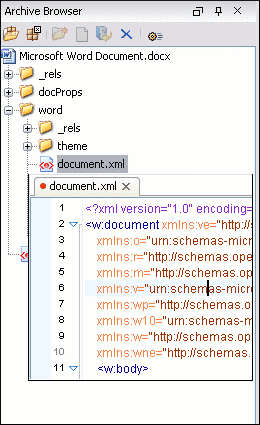 Archive Browser
Microsoft Word Document.docx
_rels
docProps
word
_rels
theme
document.xml
document.xml
1 <?xml version="1.0" encoding=
2 <w:document xmlns:ve="http://
3 xmlns:o="urn:schemas-micr
4 xmlns:r="http://schemas.ope
5 xmlns:m="http://schemas.op
6 xmlns:v="urn:schemas-micro
7 xmlns:wp="http://schemas.o
8 xmlns:w10="urn:schemas-m
9 xmlns:w="http://schemas.op
10 xmlns:wne="http://schemas.
11 <w:body>